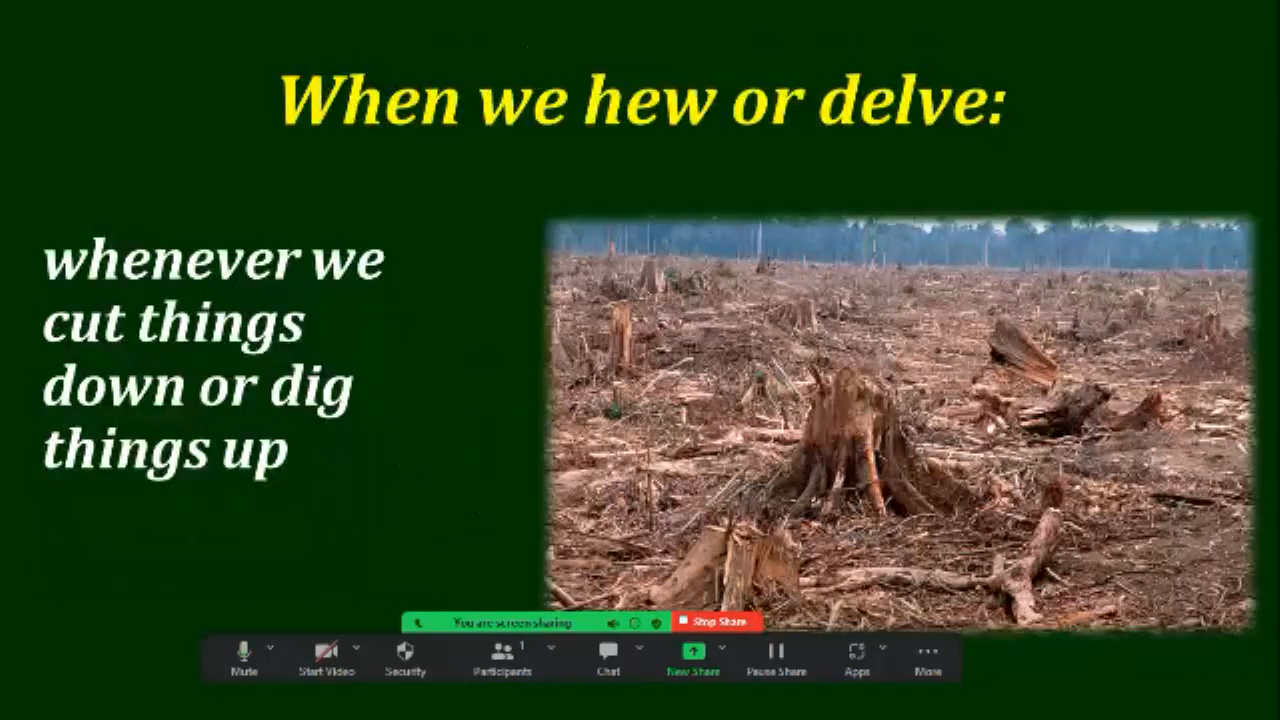 When we hew or delve:
whenever we
cut things
down or dig
things up
You are screen sharing
Stop Share
1
Mute
Start Video
Security
Participants
Chat
New Share
Pause Share
Apps
More